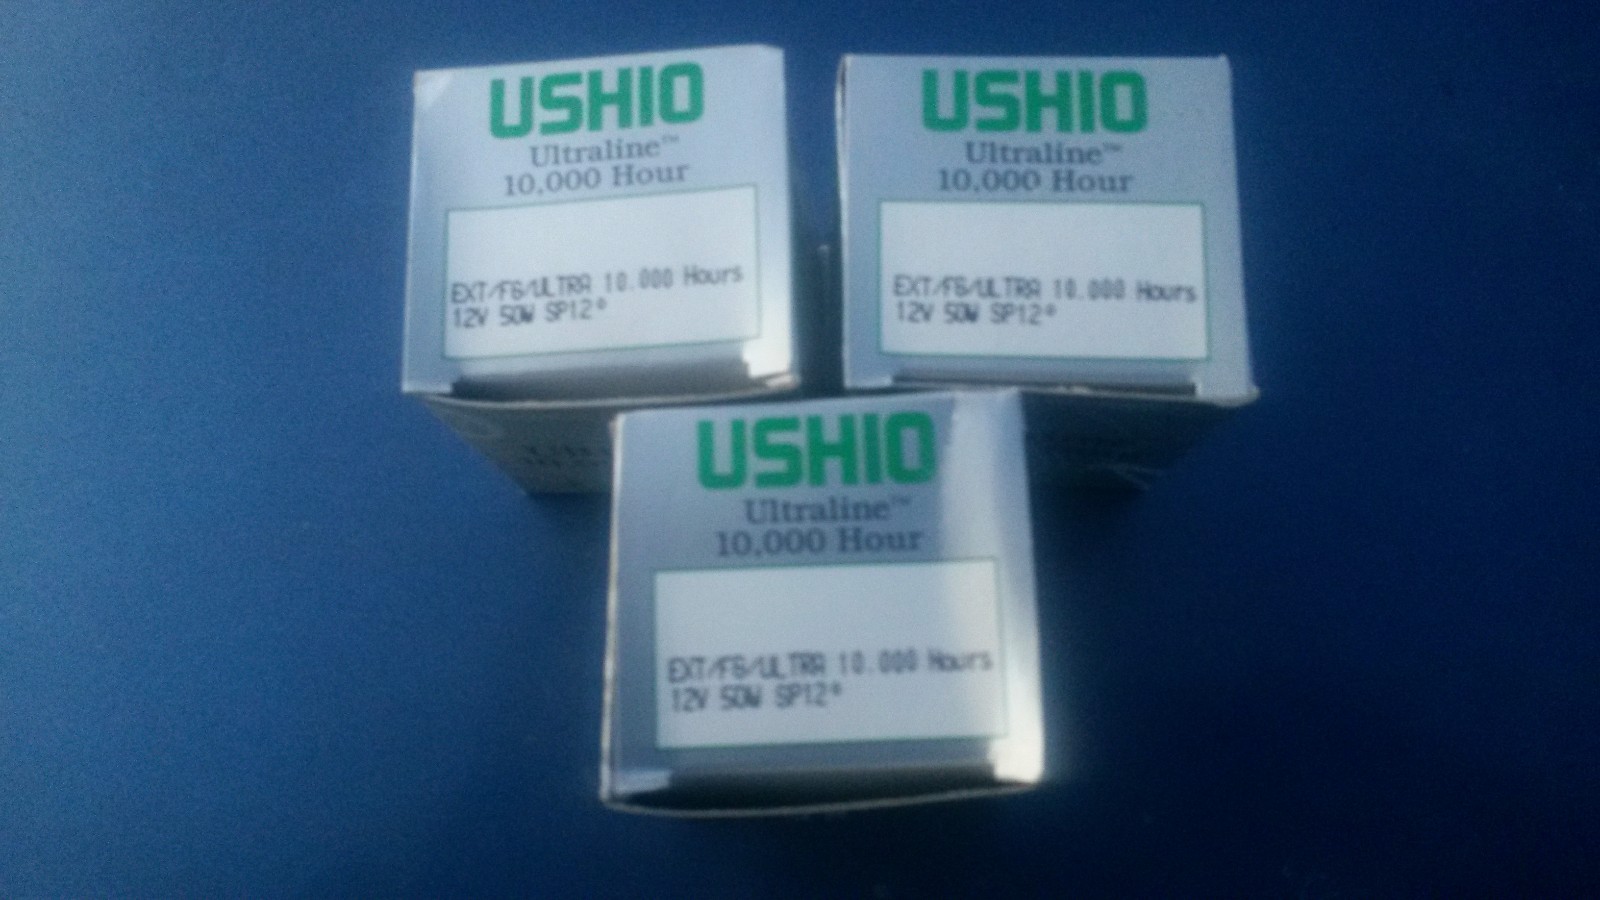 USHIO
Ultraline™
10,000 Hour
EXT/FG/ULTRA 10.000 Hours
12V 50W SP12°
USHIO
Ultraline™
10,000 Hour
EXT/FG/ULTRA 10.000 Hours
12V 50W SP12°
USHIO
Ultraline™
10,000 Hour
EXT/FG/ULTRA 10.000 Hours
12V 50W SP12°